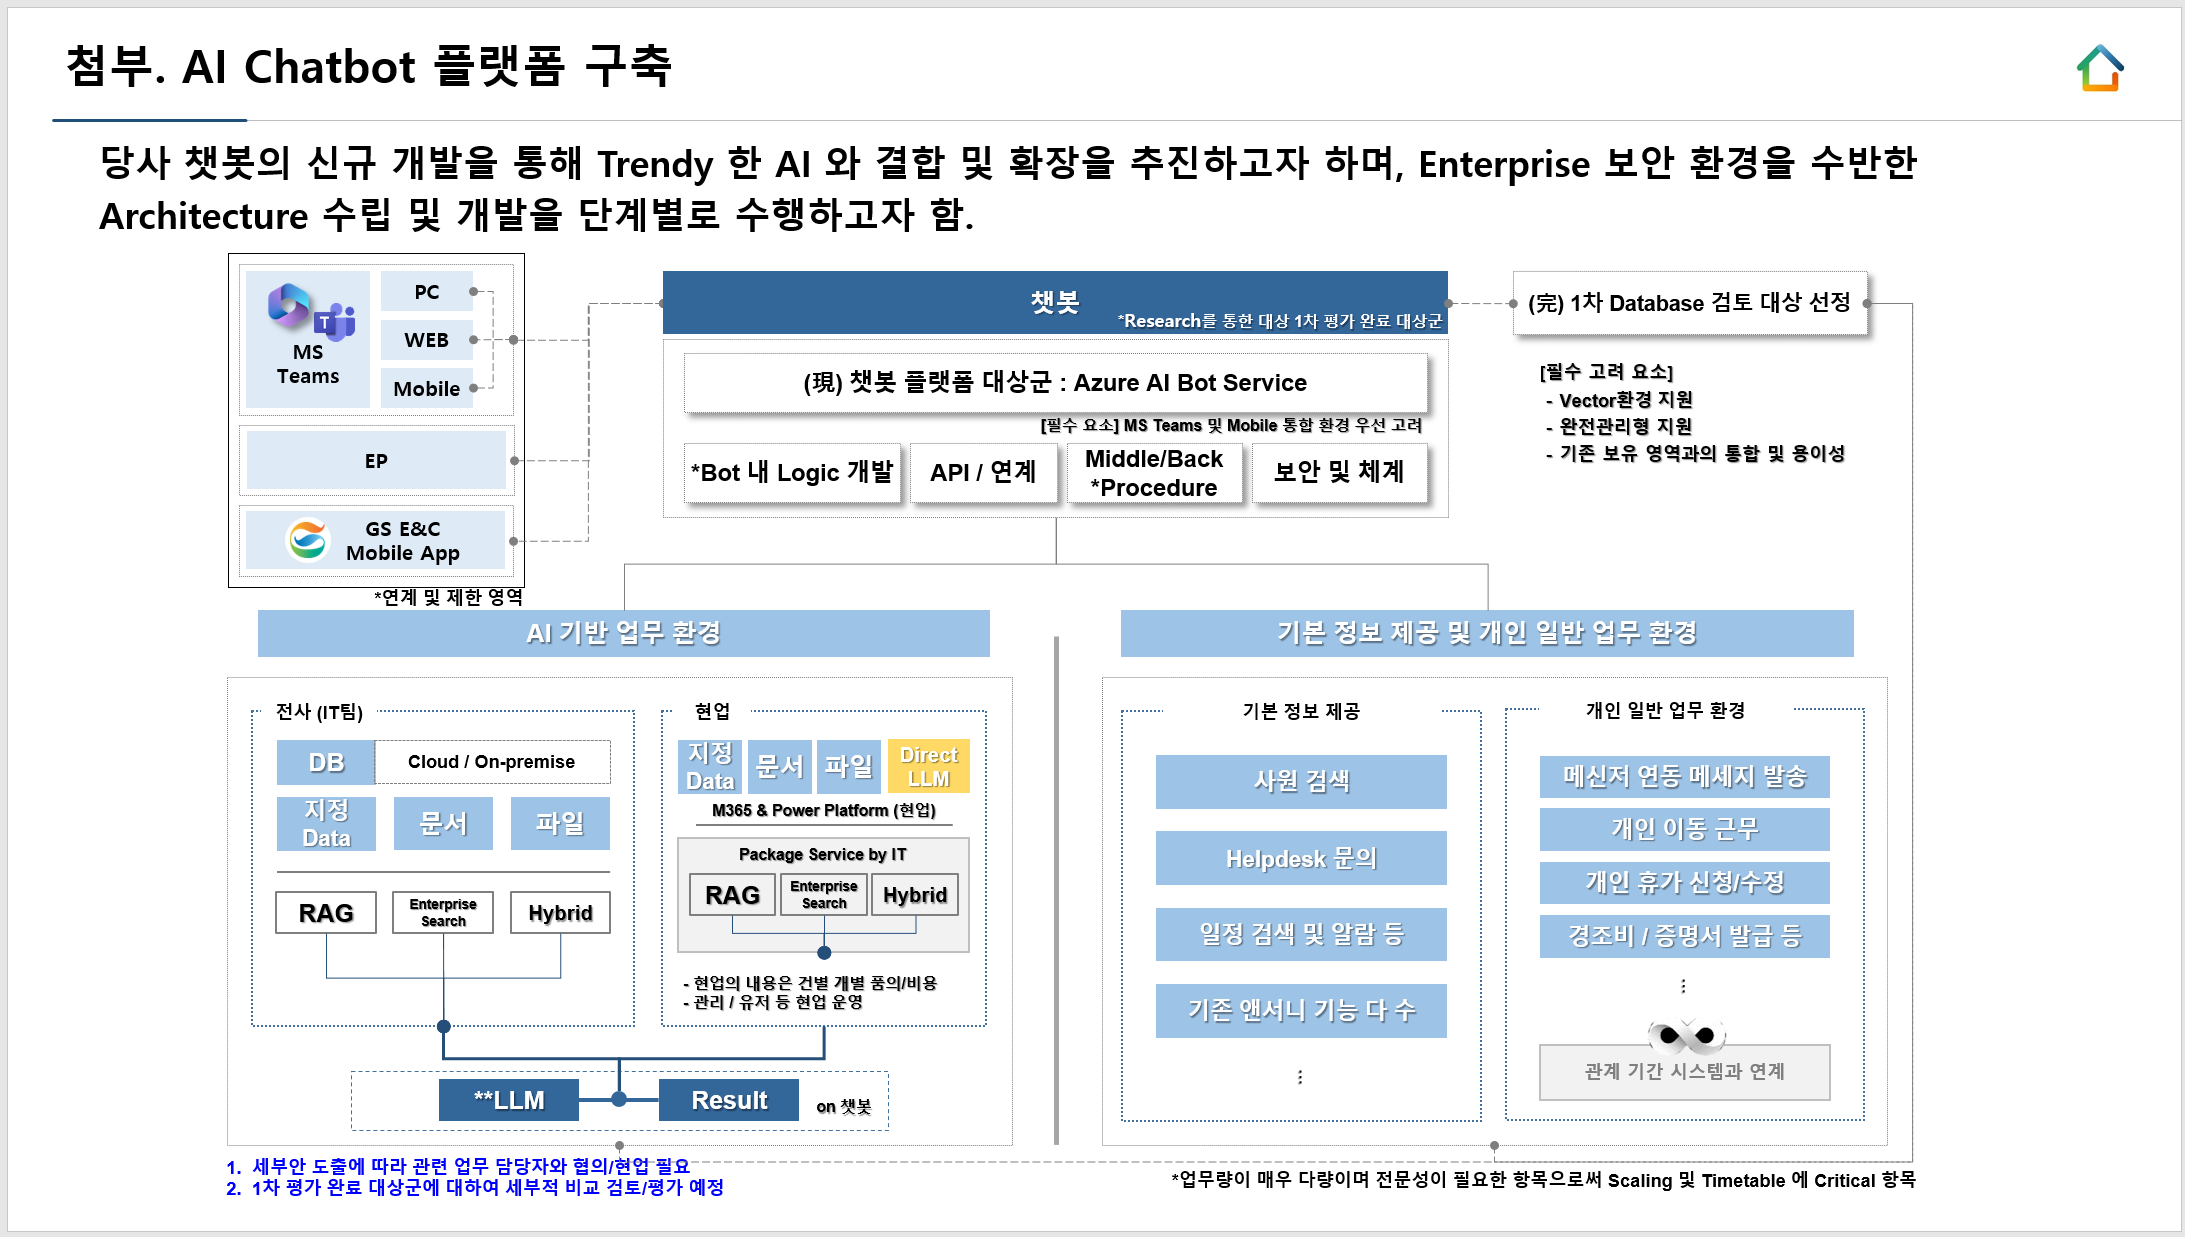 첨부. AI Chatbot 플랫폼 구축
당사 챗봇의 신규 개발을 통해 Trendy 한 AI 와 결합 및 확장을 추진하고자 하며, Enterprise 보안 환경을 수반한
Architecture 수립 및 개발을 단계별로 수행하고자 함.
MS
Teams
PC
WEB
Mobile
EP
GS E&C
Mobile App
*연계 및 제한 영역
챗봇
*Research를 통한 대상 1차 평가 완료 대상군
(現) 챗봇 플랫폼 대상군 : Azure AI Bot Service
[필수 요소] MS Teams 및 Mobile 통합 환경 우선 고려
*Bot 내 Logic 개발
API / 연계
Middle/Back
*Procedure
보안 및 체계
(完) 1차 Database 검토 대상 선정
[필수 고려 요소]
- Vector환경 지원
- 완전관리형 지원
- 기존 보유 영역과의 통합 및 용이성
AI 기반 업무 환경
전사 (IT팀)
DB
Cloud / On-premise
지정
Data
문서
파일
RAG
Enterprise
Search
Hybrid
현업
지정
Data
문서
파일
Direct
LLM
M365 & Power Platform (현업)
Package Service by IT
RAG
Enterprise
Search
Hybrid
- 현업의 내용은 건별 개별 품의/비용
- 관리 / 유저 등 현업 운영
**LLM
Result
on 챗봇
기본 정보 제공 및 개인 일반 업무 환경
기본 정보 제공
사원 검색
Helpdesk 문의
일정 검색 및 알람 등
기존 앤서니 기능 다 수
⋮
개인 일반 업무 환경
메신저 연동 메세지 발송
개인 이동 근무
개인 휴가 신청/수정
경조비 / 증명서 발급 등
⋮
관계 기간 시스템과 연계
1. 세부안 도출에 따라 관련 업무 담당자와 협의/현업 필요
2. 1차 평가 완료 대상군에 대하여 세부적 비교 검토/평가 예정
*업무량이 매우 다량이며 전문성이 필요한 항목으로써 Scaling 및 Timetable 에 Critical 항목